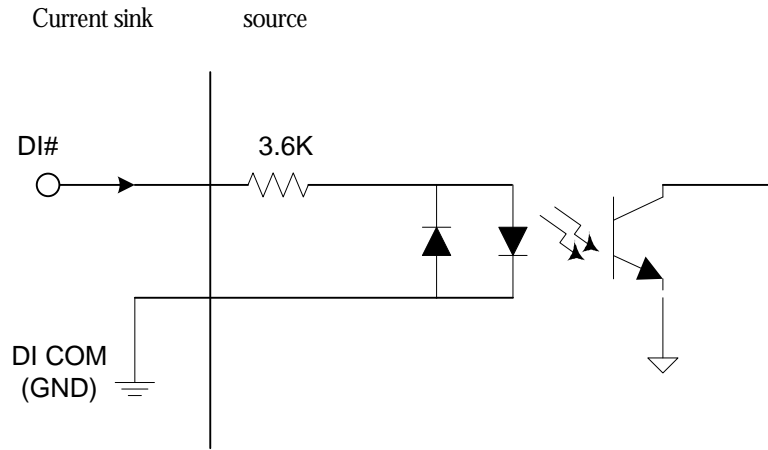 Current sink source
DI#
3.6K
DI COM
(GND)